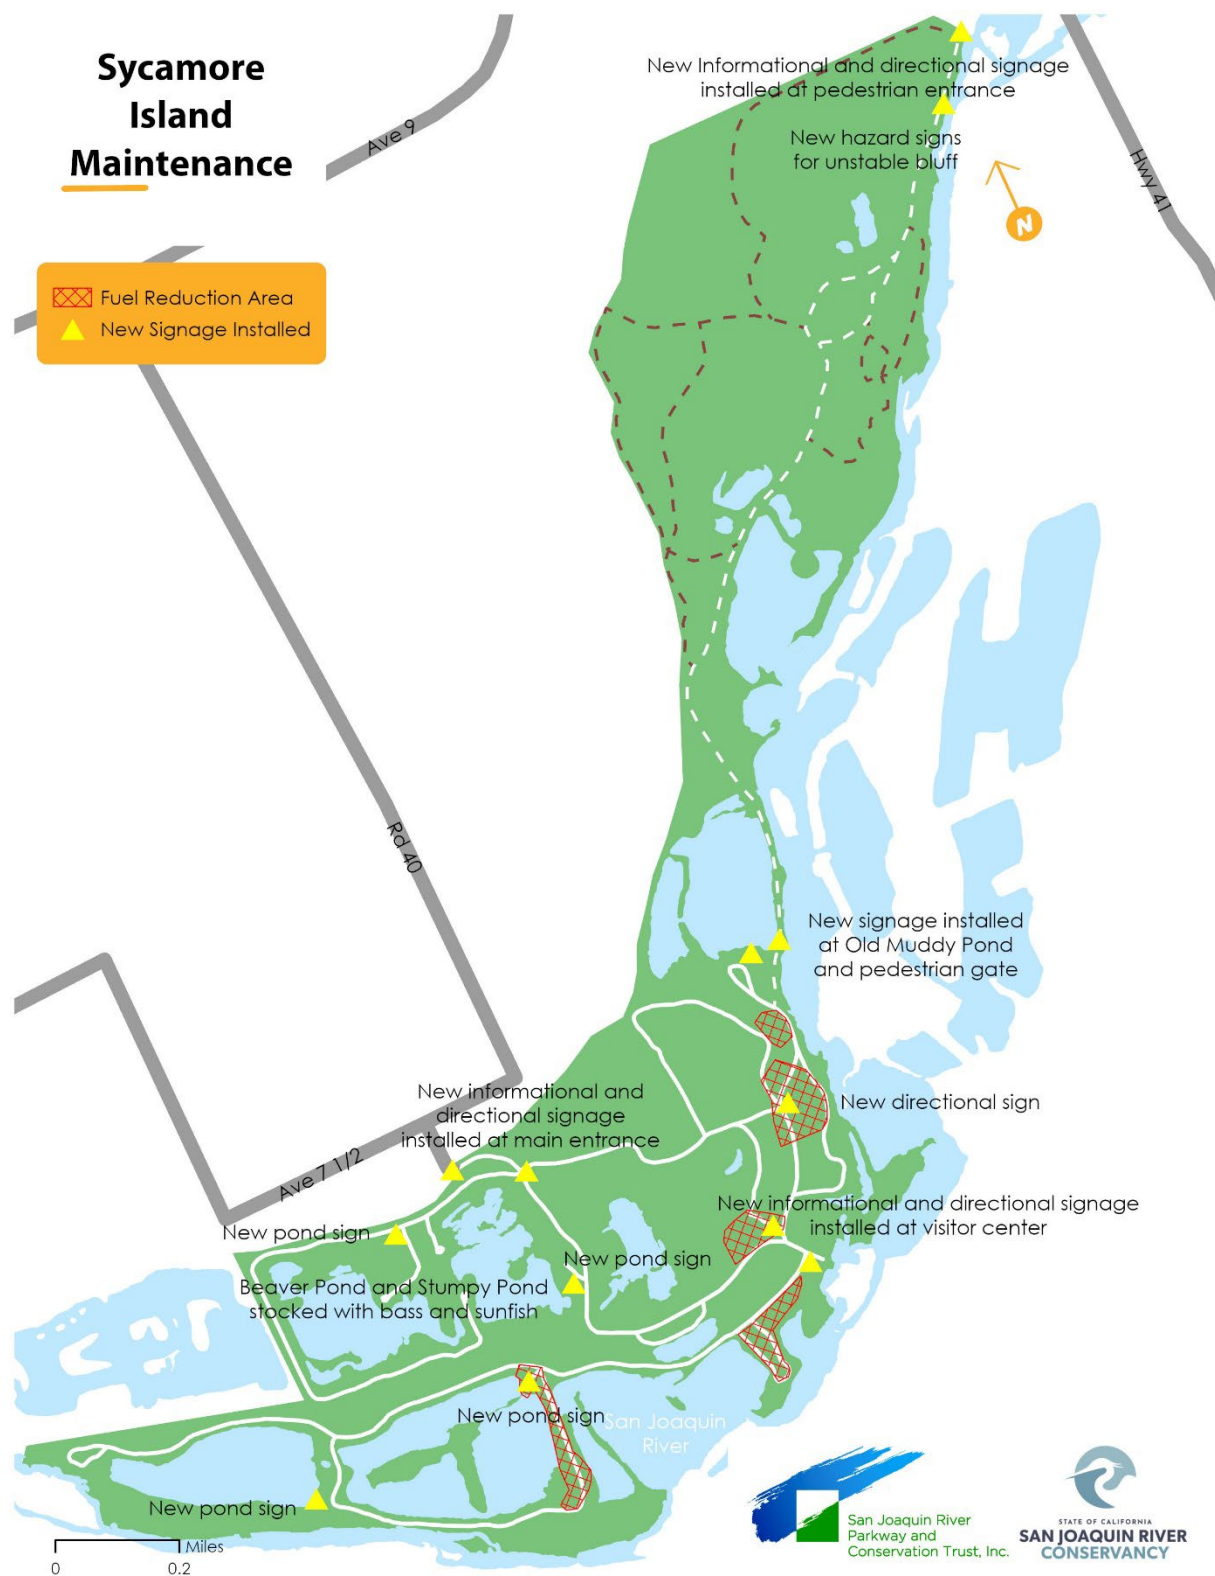 Sycamore
Island
Maintenance
Ave 9
New Informational and directional signage
installed at pedestrian entrance
New hazard signs
for unstable bluff
Hwy 41
N
Fuel Reduction Area
New Signage Installed
Rd 40
New signage installed
at Old Muddy Pond
and pedestrian gate
New informational and
directional signage
installed at main entrance
New directional sign
Ave 7 1/2
New informational and directional signage
installed at visitor center
New pond sign
New pond sign
Beaver Pond and Stumpy Pond
stocked with bass and sunfish
New pond sign
San Joaquin
River
New pond sign
Miles
0
0.2
San Joaquin River
Parkway and
Conservation Trust, Inc.
STATE OF CALIFORNIA
SAN JOAQUIN RIVER
CONSERVANCY